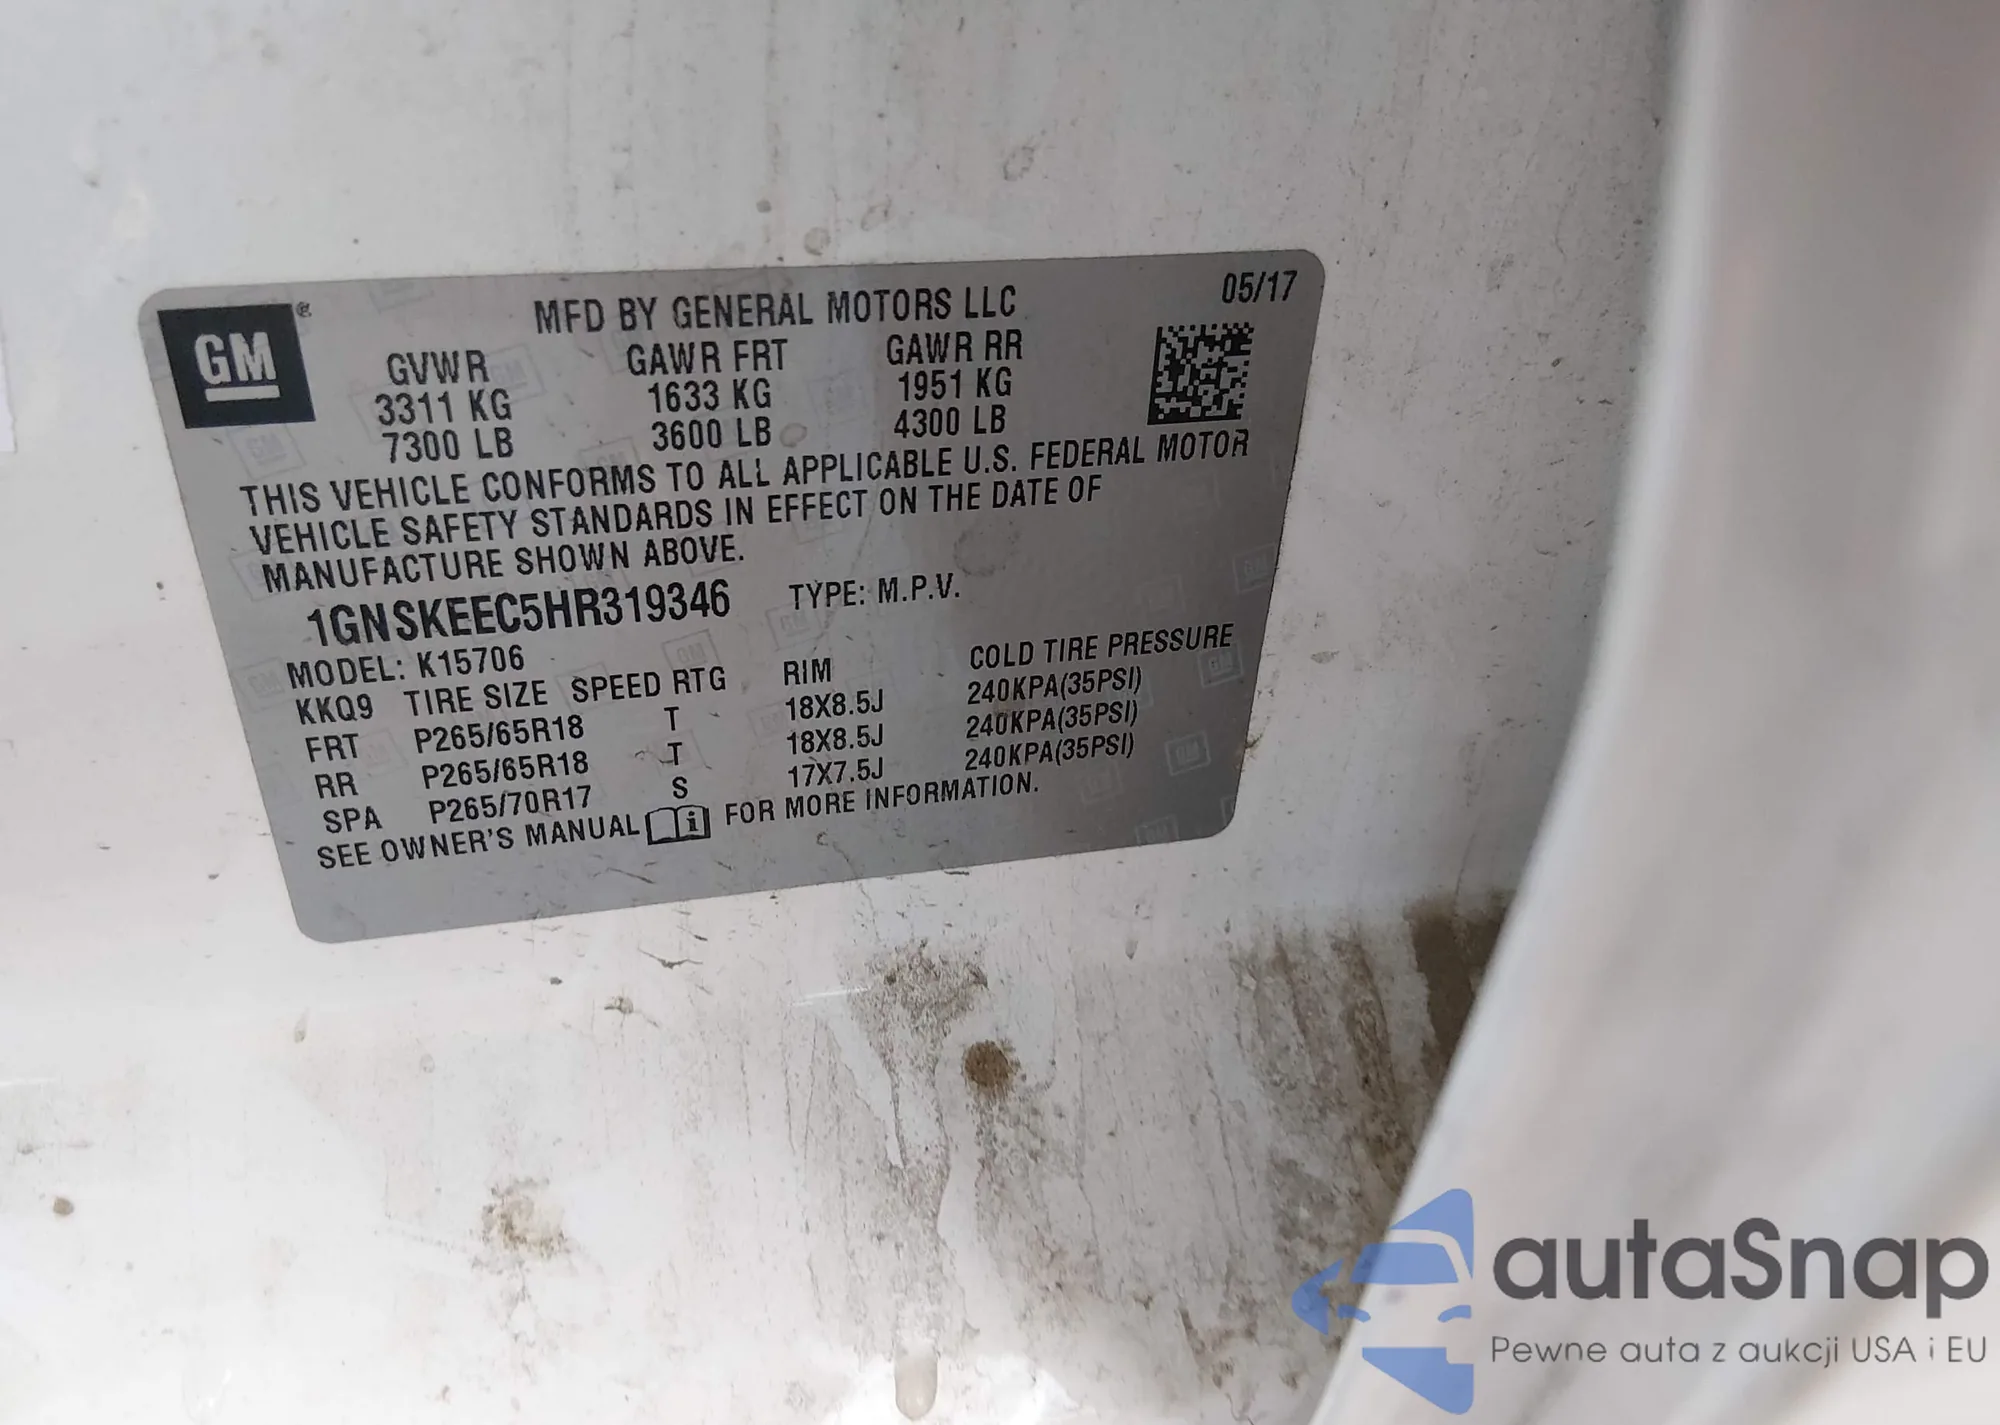 GM ®
MFD BY GENERAL MOTORS LLC
05/17
GVWR GAWR FRT GAWR RR
3311 KG 1633 KG 1951 KG
7300 LB 3600 LB 4300 LB
THIS VEHICLE CONFORMS TO ALL APPLICABLE U.S. FEDERAL MOTOR
VEHICLE SAFETY STANDARDS IN EFFECT ON THE DATE OF
MANUFACTURE SHOWN ABOVE.
1GNSKEEC5HR319346 TYPE: M.P.V.
MODEL: K15706
KKQ9 TIRE SIZE SPEED RTG RIM COLD TIRE PRESSURE
FRT P265/65R18 T 18X8.5J 240KPA(35PSI)
RR P265/65R18 T 18X8.5J 240KPA(35PSI)
SPA P265/70R17 S 17X7.5J 240KPA(35PSI)
SEE OWNER'S MANUAL i FOR MORE INFORMATION.
autaSnap
Pewne auta z aukcji USA i EU